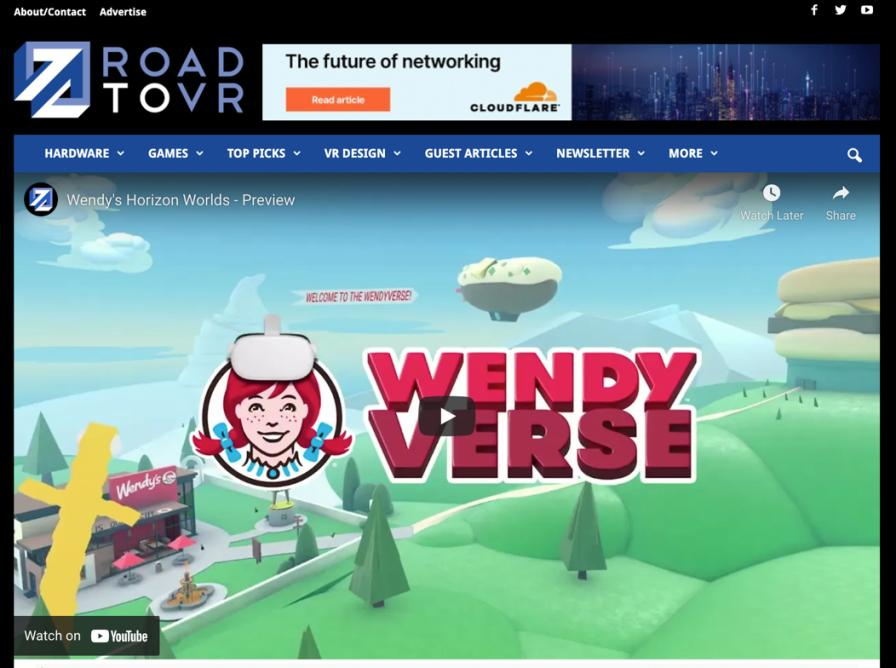 About/Contact Advertise
ROAD
TO VR
The future of networking
Read article
CLOUDFLARE
HARDWARE GAMES TOP PICKS VR DESIGN GUEST ARTICLES NEWSLETTER MORE
Wendy's Horizon Worlds - Preview
Watch Later Share
WELCOME TO THE WENDYVERSE!
WENDY
VERSE
Wendy's
Watch on YouTube